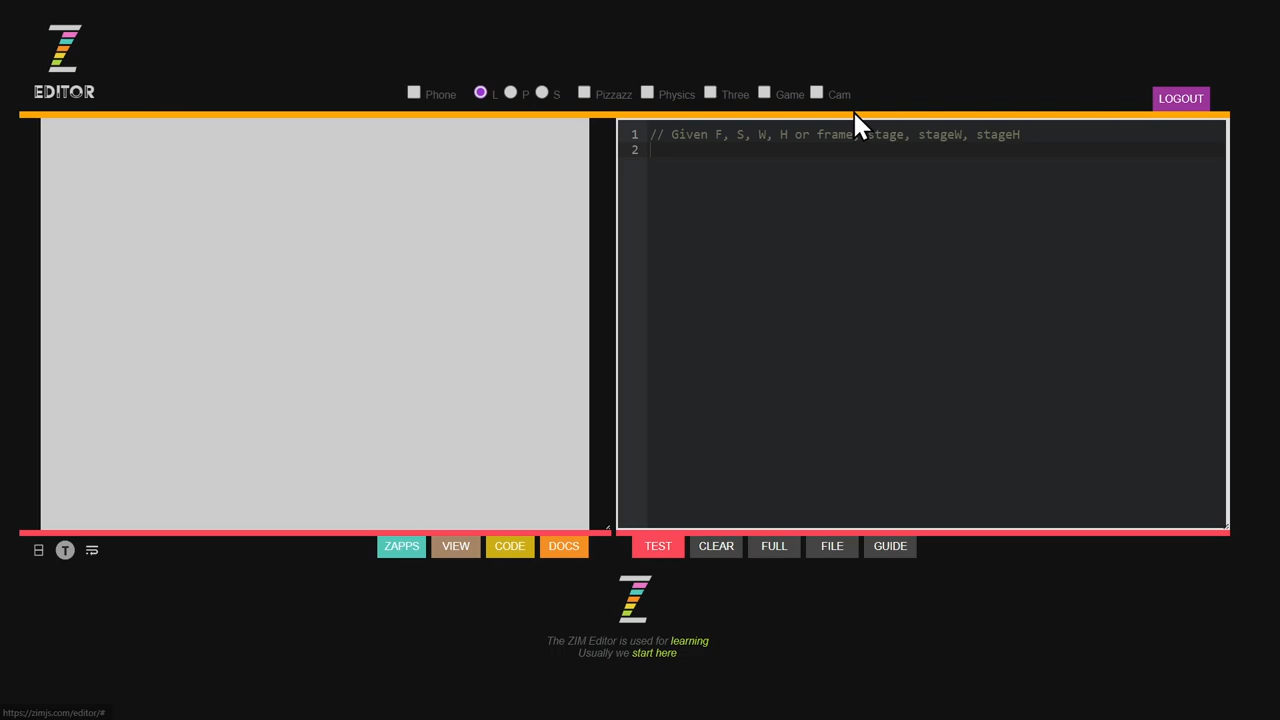 EDITOR
Phone L P S Pizzazz Physics Three Game Cam
LOGOUT
1 // Given F, S, W, H or frame, stage, stageW, stageH
2
T
ZAPPS VIEW CODE DOCS TEST CLEAR FULL FILE GUIDE
The ZIM Editor is used for learning
Usually we start here
https://zimjs.com/editor/#